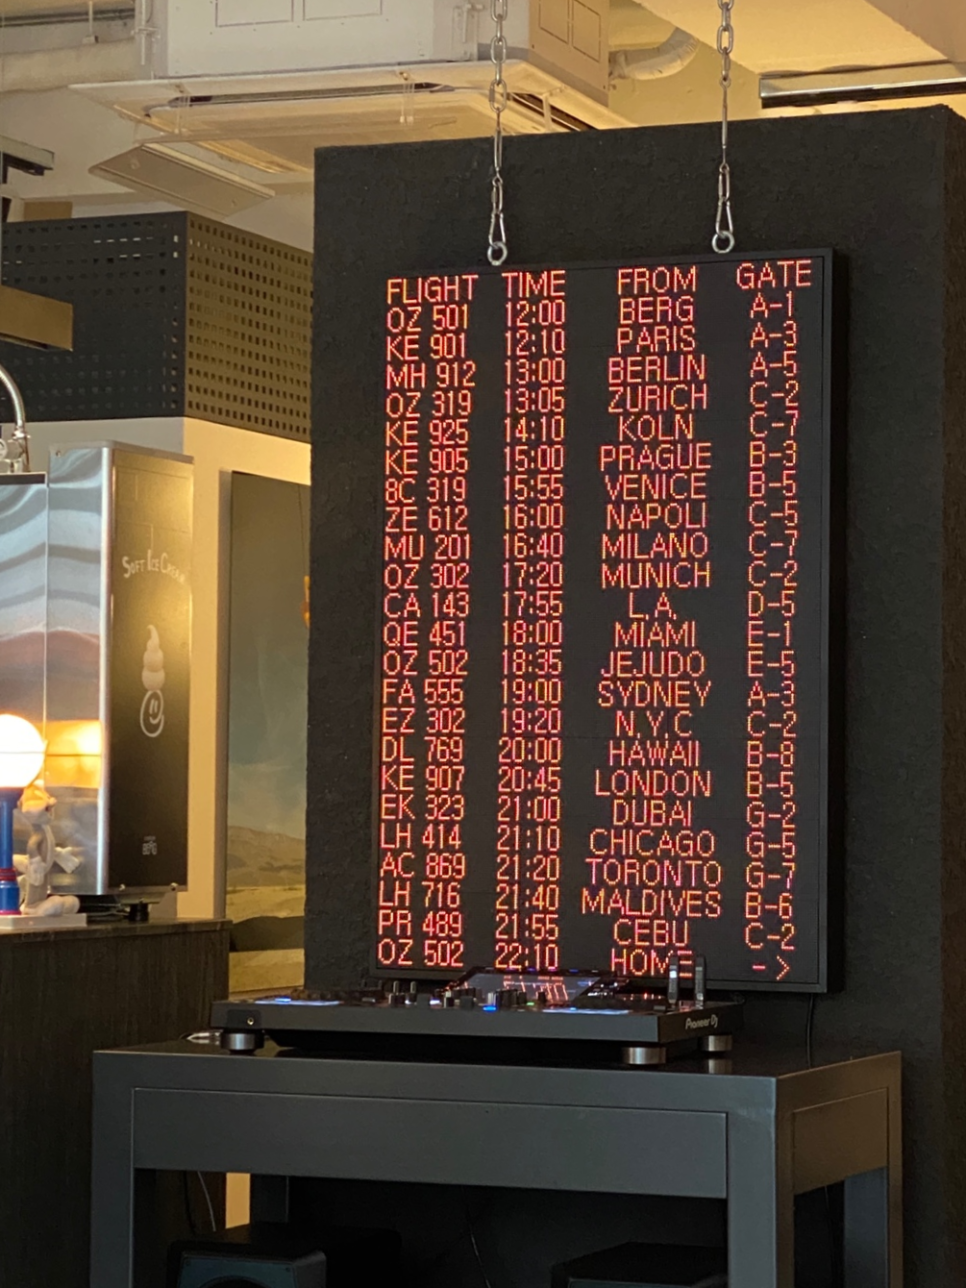 FLIGHT TIME FROM GATE
OZ 501 12:00 BERG A-1
KE 901 12:10 PARIS A-3
MH 912 13:00 BERLIN A-5
OZ 319 13:05 ZURICH C-2
KE 925 14:10 KOLN C-7
KE 905 15:00 PRAGUE B-3
8C 319 15:55 VENICE B-5
ZE 612 16:00 NAPOLI C-5
MU 201 16:40 MILANO C-7
OZ 302 17:20 MUNICH C-2
CA 143 17:55 L.A. D-5
QE 451 18:00 MIAMI E-1
OZ 502 18:35 JEJUDO E-5
FA 555 19:00 SYDNEY A-3
EZ 302 19:20 N.Y.C C-2
DL 769 20:00 HAWAII B-8
KE 907 20:45 LONDON B-5
EK 323 21:00 DUBAI G-2
LH 414 21:10 CHICAGO G-5
AC 869 21:20 TORONTO G-7
LH 716 21:40 MALDIVES B-6
PR 489 21:55 CEBU C-2
OZ 502 22:10 HOME ->
SOFT ICE CREAM
Pioneer Dj